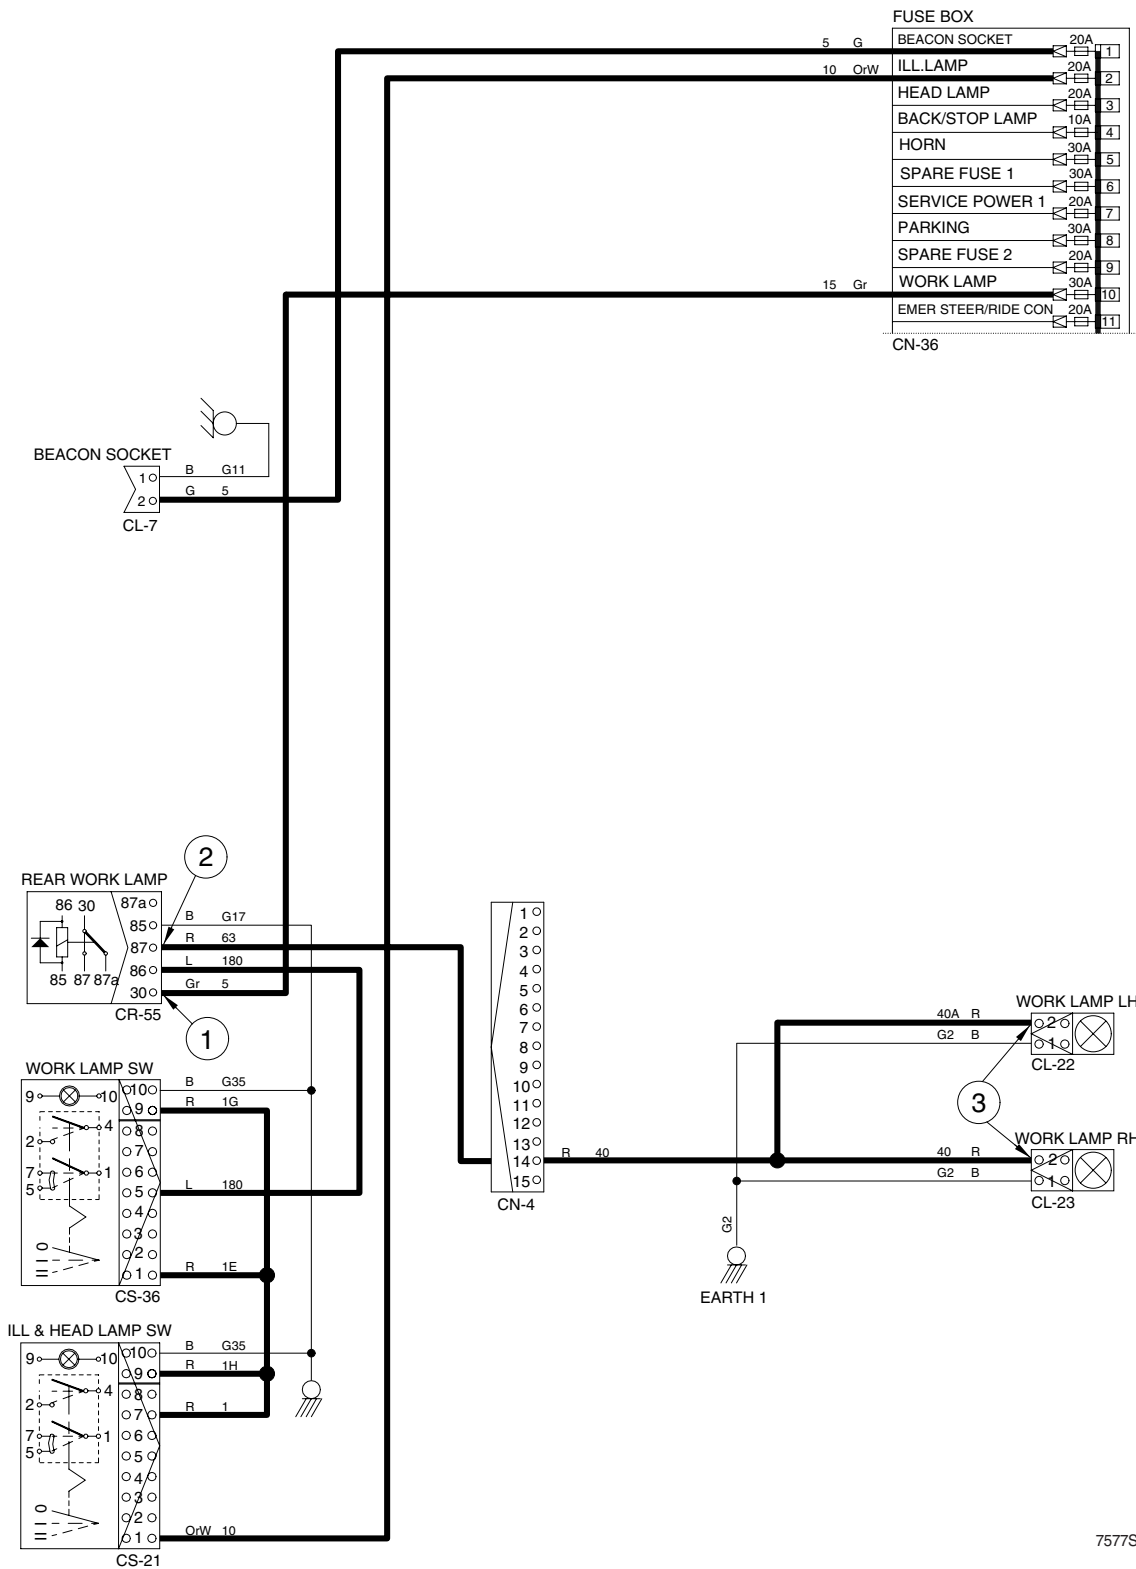 FUSE BOX
5 G BEACON SOCKET 20A 1
10 OrW ILL.LAMP 20A 2
HEAD LAMP 20A 3
BACK/STOP LAMP 10A 4
HORN 30A 5
SPARE FUSE 1 30A 6
SERVICE POWER 1 20A 7
PARKING 30A 8
SPARE FUSE 2 20A 9
15 Gr WORK LAMP 30A 10
EMER STEER/RIDE CON 20A 11
CN-36
BEACON SOCKET
1 B G11
2 G 5
CL-7
2
REAR WORK LAMP
86 30 87a
85 B G17
87 R 63
86 L 180
85 87 87a
30 Gr 5
CR-55
1
1
2
3
4
5
6
7
8
9
10
11
12
13
14 R 40
15
CN-4
WORK LAMP LH
40A R 2
G2 B 1
CL-22
3
WORK LAMP RH
40 R 2
G2 B 1
CL-23
G2
EARTH 1
WORK LAMP SW
9 10 10 B G35
9 R 1G
4
2
8
7
7 1 6
5
5 L 180
4
3
2
I I O
1 R 1E
CS-36
ILL & HEAD LAMP SW
9 10 10 B G35
9 R 1H
4
2
8
7 R 1
7 1 6
5
5
4
3
2
I I O
1 OrW 10
CS-21
7577S